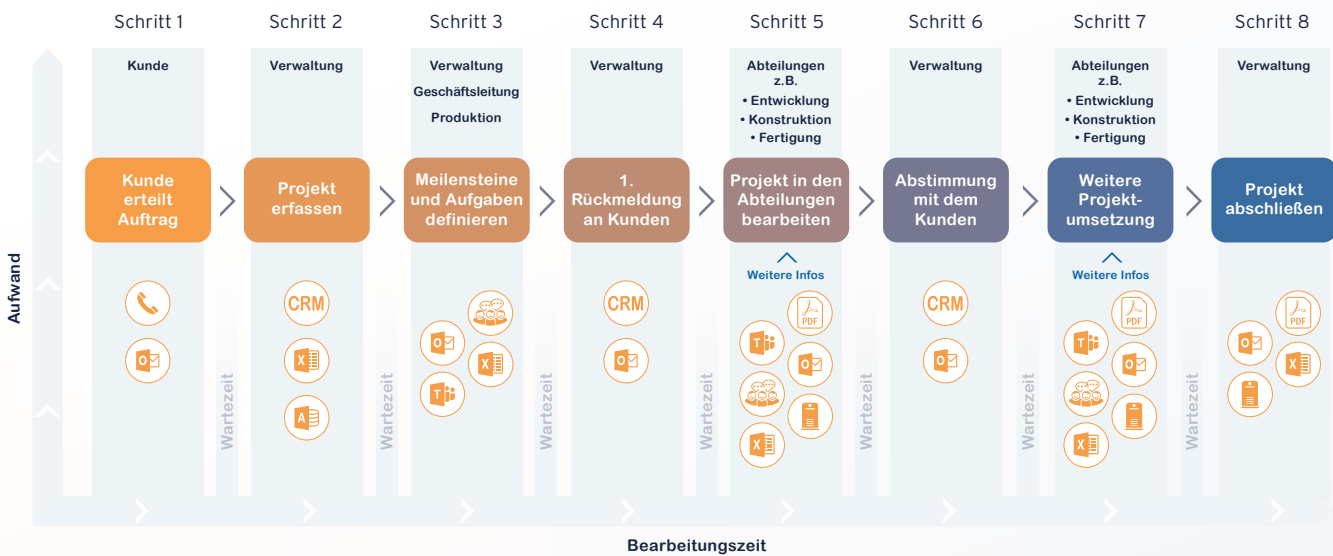 Schritt 1
Schritt 2
Schritt 3
Schritt 4
Schritt 5
Schritt 6
Schritt 7
Schritt 8
Kunde
Verwaltung
Verwaltung
Geschäftsleitung
Produktion
Verwaltung
Abteilungen
z.B.
• Entwicklung
• Konstruktion
• Fertigung
Verwaltung
Abteilungen
z.B.
• Entwicklung
• Konstruktion
• Fertigung
Verwaltung
Kunde
erteilt
Auftrag
Projekt
erfassen
Meilensteine
und Aufgaben
definieren
1.
Rückmeldung
an Kunden
Projekt in den
Abteilungen
bearbeiten
Abstimmung
mit dem
Kunden
Weitere
Projekt-
umsetzung
Projekt
abschließen
Weitere Infos
Weitere Infos
O
CRM
X
A
O
X
T
CRM
O
PDF
T
O
X
CRM
O
PDF
T
O
X
PDF
O
X
Wartezeit
Wartezeit
Wartezeit
Wartezeit
Wartezeit
Wartezeit
Wartezeit
Aufwand
Bearbeitungszeit